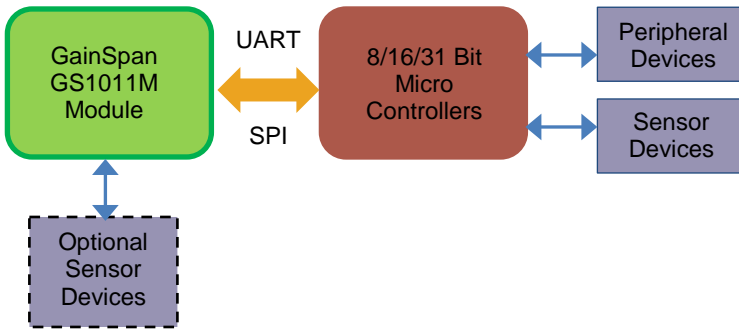 GainSpan
GS1011M
Module
UART
SPI
8/16/31 Bit
Micro
Controllers
Peripheral
Devices
Sensor
Devices
Optional
Sensor
Devices